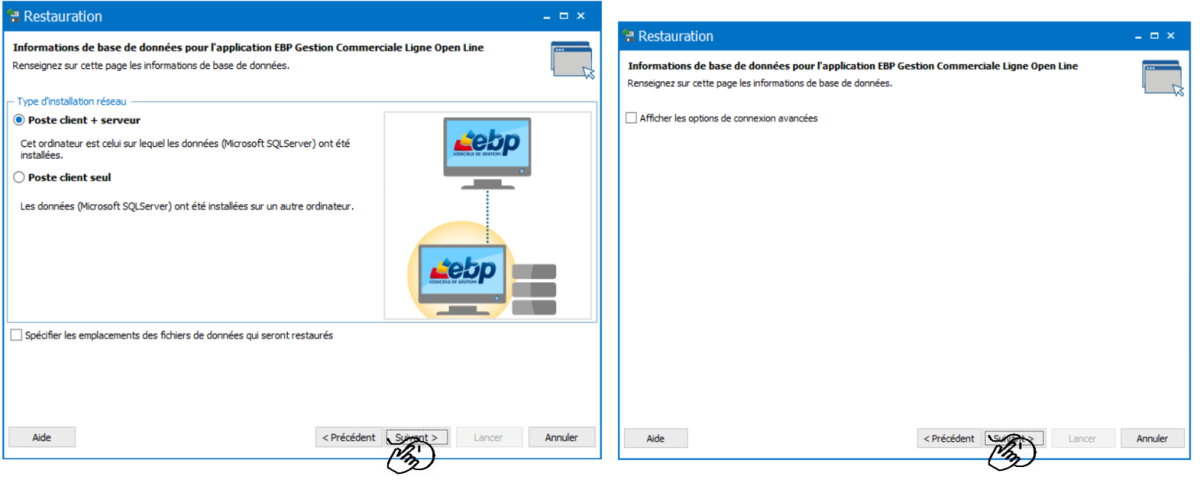 Restauration
Informations de base de données pour l'application EBP Gestion Commerciale Ligne Open Line
Renseignez sur cette page les informations de base de données.
Type d'installation réseau
Poste client + serveur
Cet ordinateur est celui sur lequel les données (Microsoft SQLServer) ont été
installées.
Poste client seul
Les données (Microsoft SQLServer) ont été installées sur un autre ordinateur.
ebp
LOGICIELS DE GESTION
ebp
LOGICIELS DE GESTION
Spécifier les emplacements des fichiers de données qui seront restaurés
Aide
< Précédent
Suivant >
Lancer
Annuler
Restauration
Informations de base de données pour l'application EBP Gestion Commerciale Ligne Open Line
Renseignez sur cette page les informations de base de données.
Afficher les options de connexion avancées
Aide
< Précédent
Suivant >
Lancer
Annuler